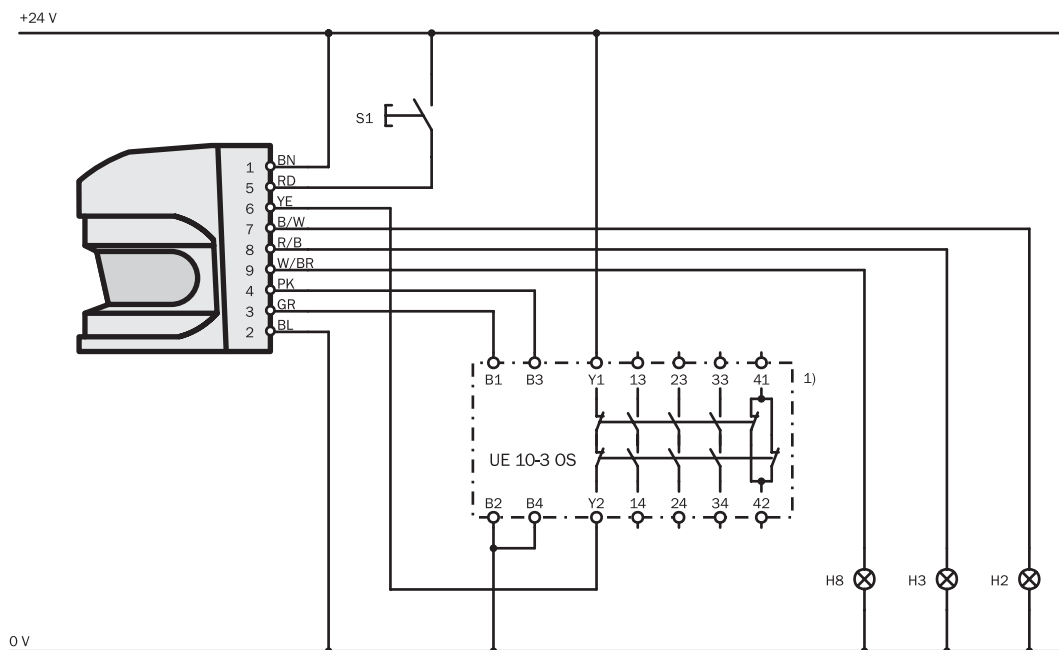 +24 V
S1
1 BN
5 RD
6 YE
7 B/W
8 R/B
9 W/BR
4 PK
3 GR
2 BL
B1 B3 Y1 13 23 33 41 1)
UE 10-3 OS
B2 B4 Y2 14 24 34 42
H8 H3 H2
0 V